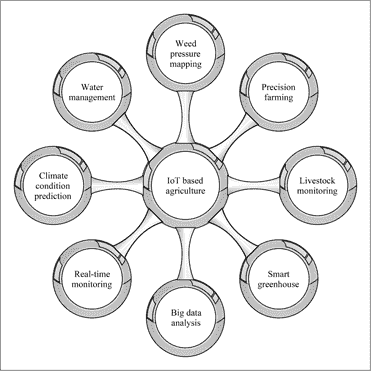 Weed
pressure
mapping
Water
management
Precision
farming
Climate
condition
prediction
IoT based
agriculture
Livestock
monitoring
Real-time
monitoring
Smart
greenhouse
Big data
analysis